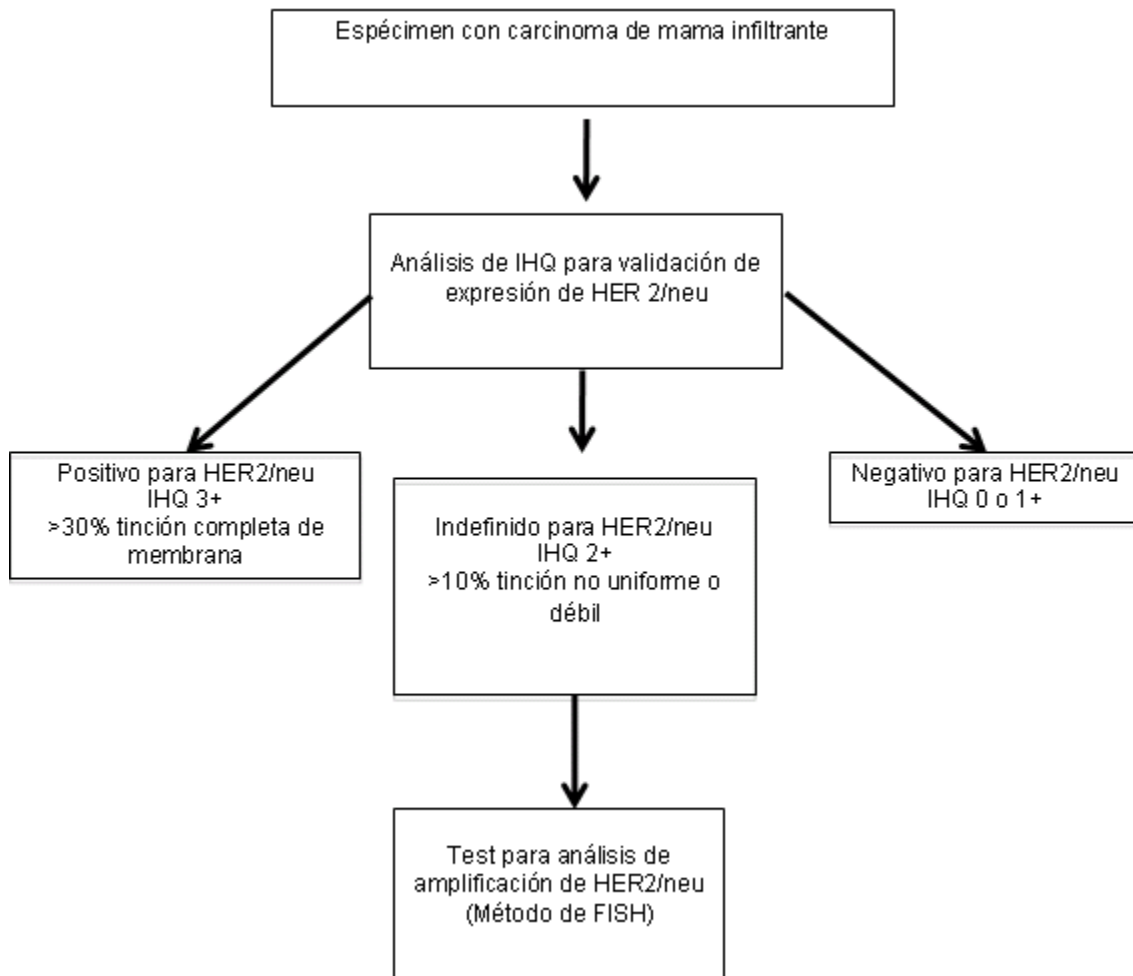 Espécimen con carcinoma de mama infiltrante
Análisis de IHQ para validación de
expresión de HER 2/neu
Positivo para HER2/neu
IHQ 3+
>30% tinción completa de
membrana
Indefinido para HER2/neu
IHQ 2+
>10% tinción no uniforme o
débil
Negativo para HER2/neu
IHQ 0 o 1+
Test para análisis de
amplificación de HER2/neu
(Método de FISH)